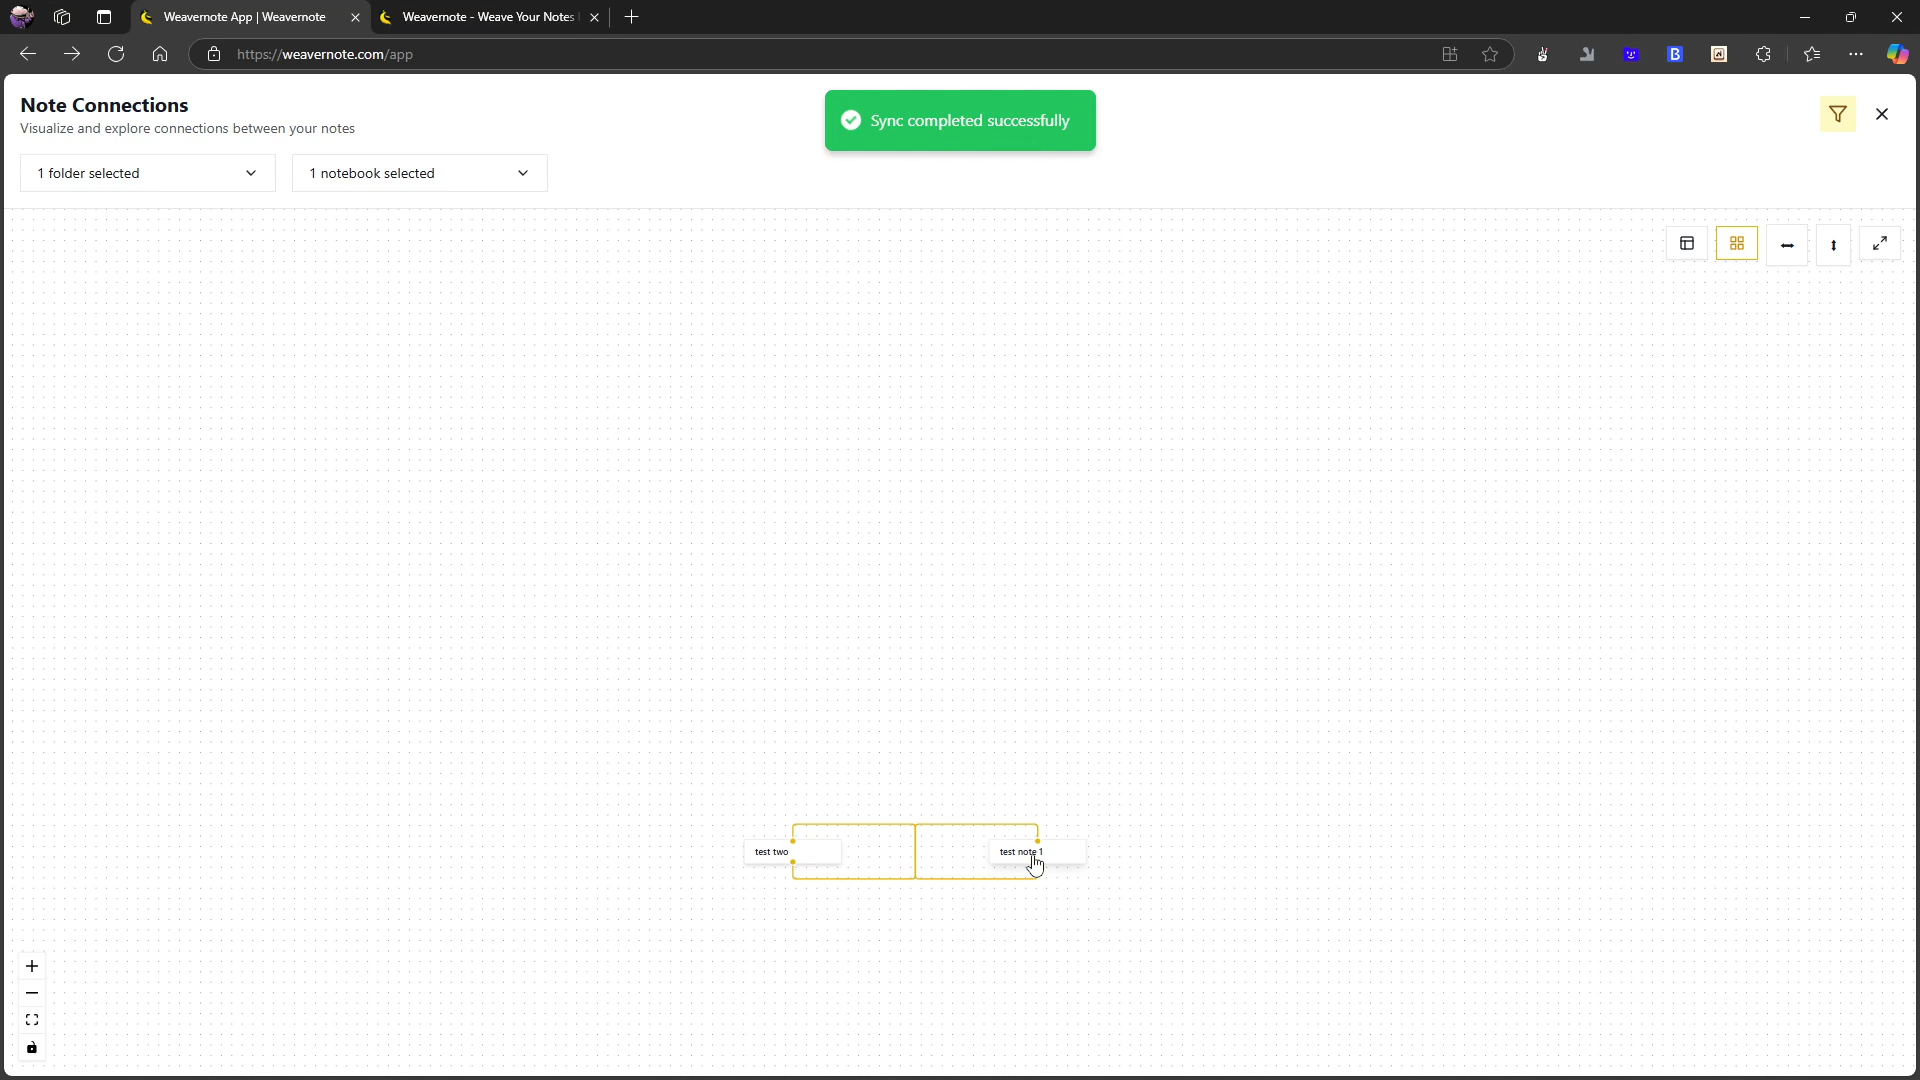 Weavernote App | Weavernote
Weavernote - Weave Your Notes
https://weavernote.com/app
Note Connections
Visualize and explore connections between your notes
Sync completed successfully
1 folder selected
1 notebook selected
test two
test note 1